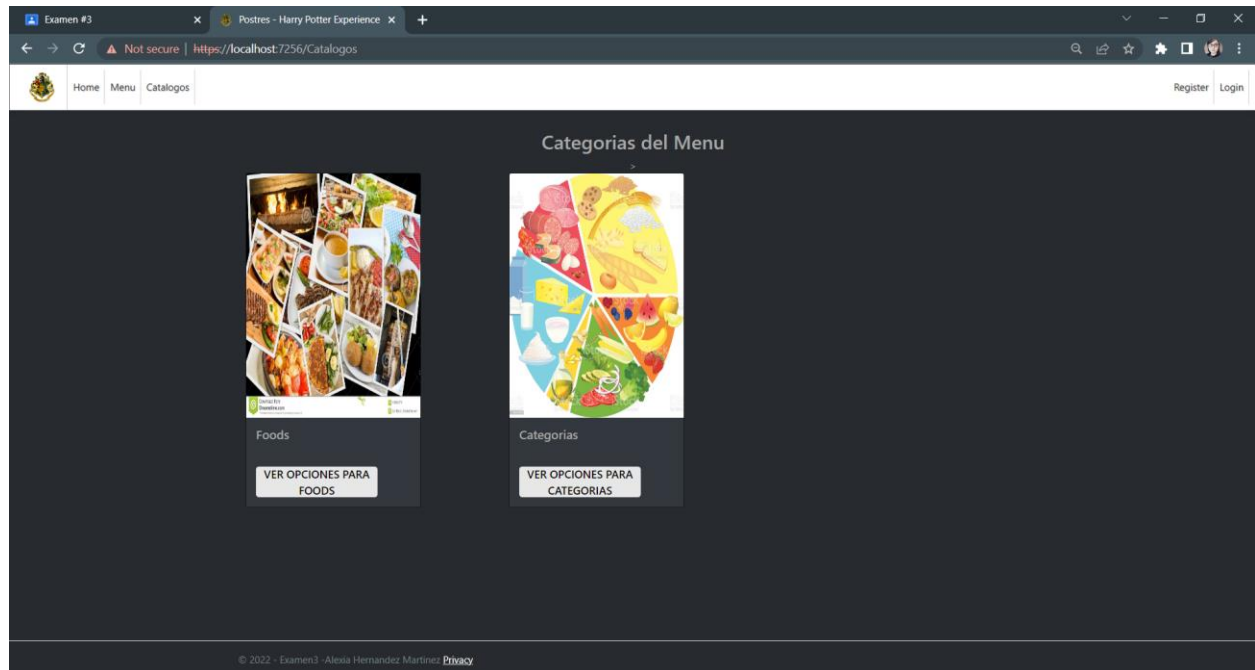 Examen #3
Postres - Harry Potter Experience
Not secure | https://localhost:7256/Catalogos
Home Menu Catalogos Register Login
Categorias del Menu
>
Foods Categorias
VER OPCIONES PARA FOODS
VER OPCIONES PARA CATEGORIAS
© 2022 - Examen3 -Alexia Hernandez Martinez Privacy